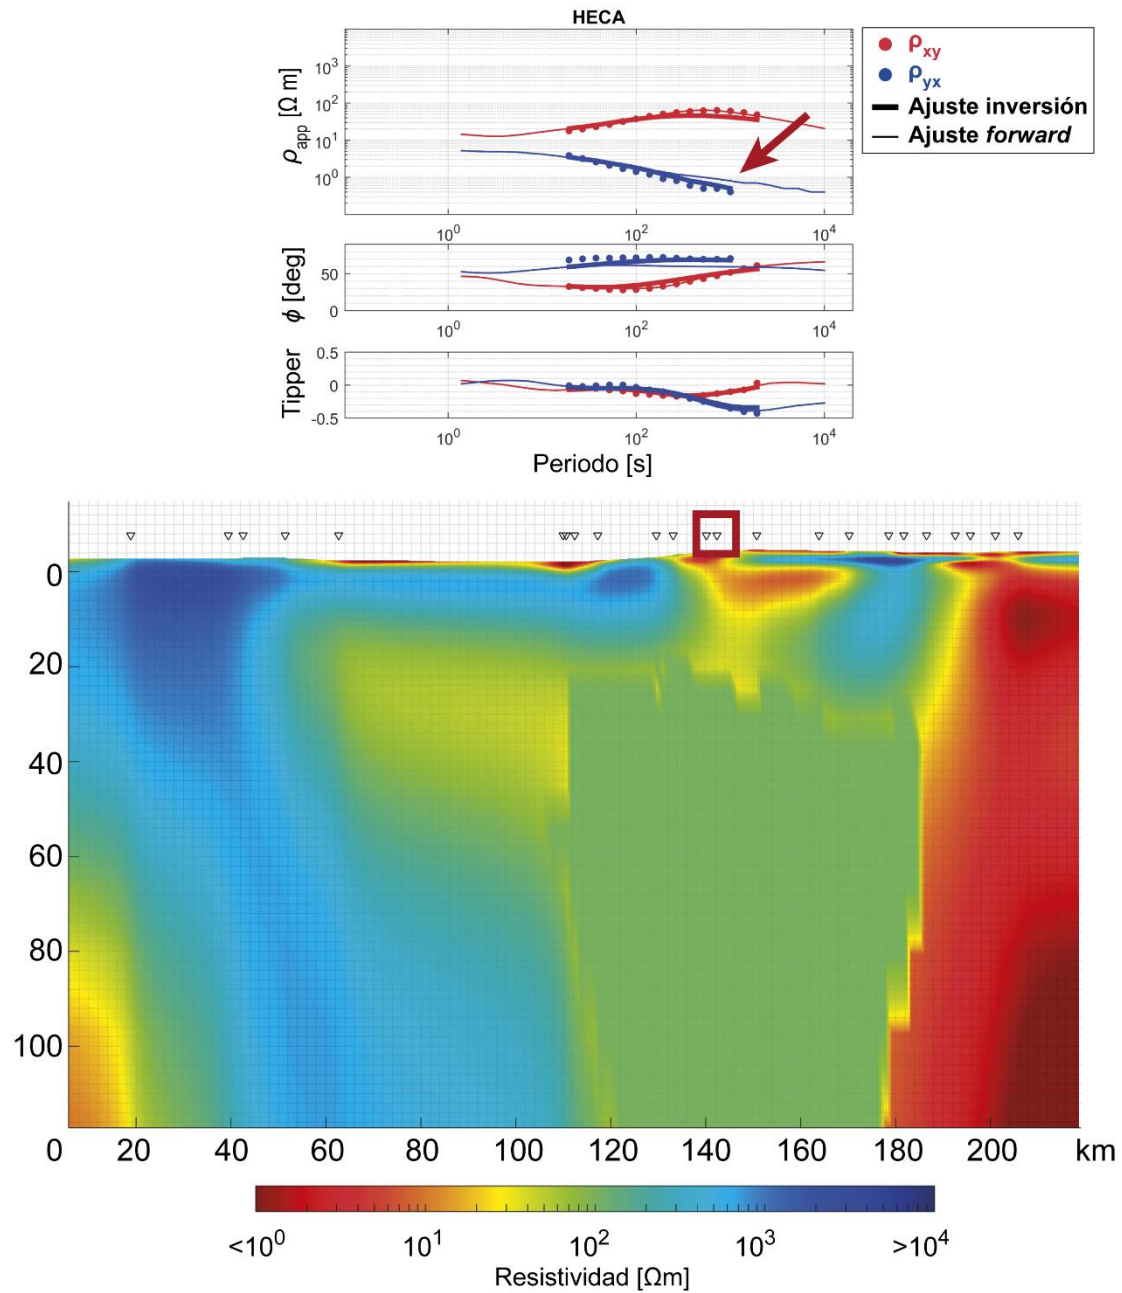 HECA
ρapp [Ω m]
10³
10²
10¹
10⁰
10⁰
10²
10⁴
ρxy
ρyx
Ajuste inversión
Ajuste forward
ϕ [deg]
50
0
10⁰
10²
10⁴
Tipper
0.5
0
-0.5
10⁰
10²
10⁴
Periodo [s]
0
20
40
60
80
100
0 20 40 60 80 100 120 140 160 180 200 km
<10⁰ 10¹ 10² 10³ >10⁴
Resistividad [Ωm]